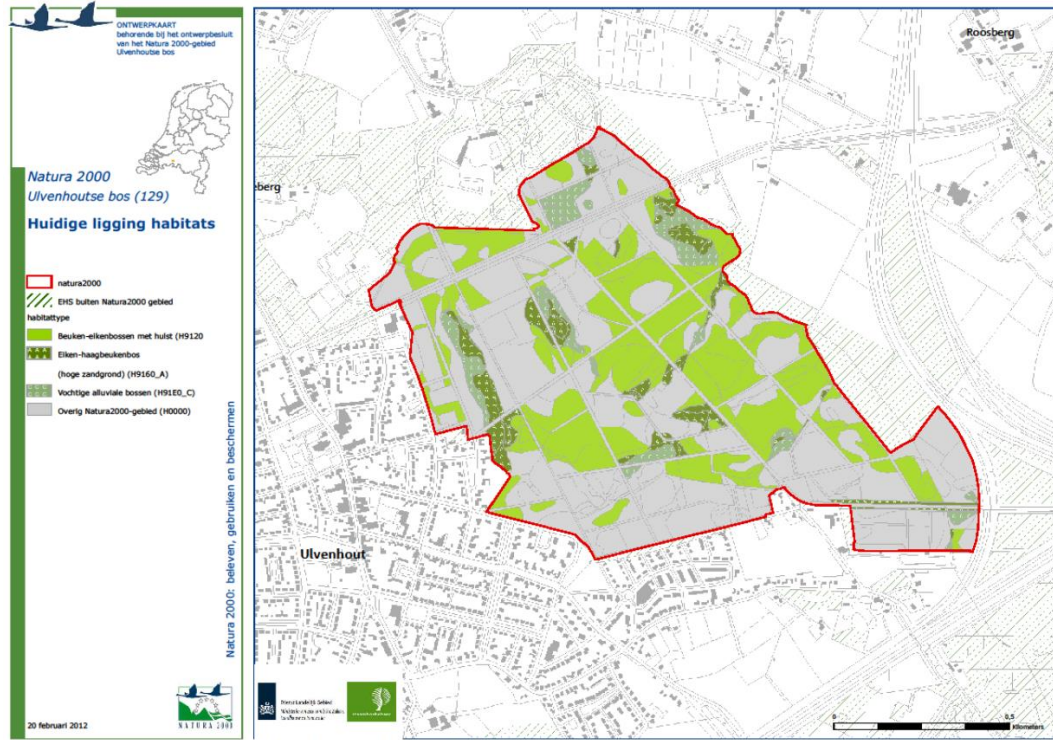 ONTWERPKAART
behorende bij het ontwerpbesluit
van het Natura 2000-gebied
Ulvenhoutse bos
Natura 2000
Ulvenhoutse bos (129)
Huidige ligging habitats
natura2000
EHS buiten Natura2000 gebied
habitattype
Beuken-eikenbossen met hulst (H9120
Eiken-haagbeukenbos
(hoge zandgrond) (H9160_A)
Vochtige alluviale bossen (H91E0_C)
Overig Natura2000-gebied (H0000)
Natura 2000: beleven, gebruiken en beschermen
NATURA 2000
20 februari 2012
Roosberg
eberg
Ulvenhout
0 0,5
Kilometers